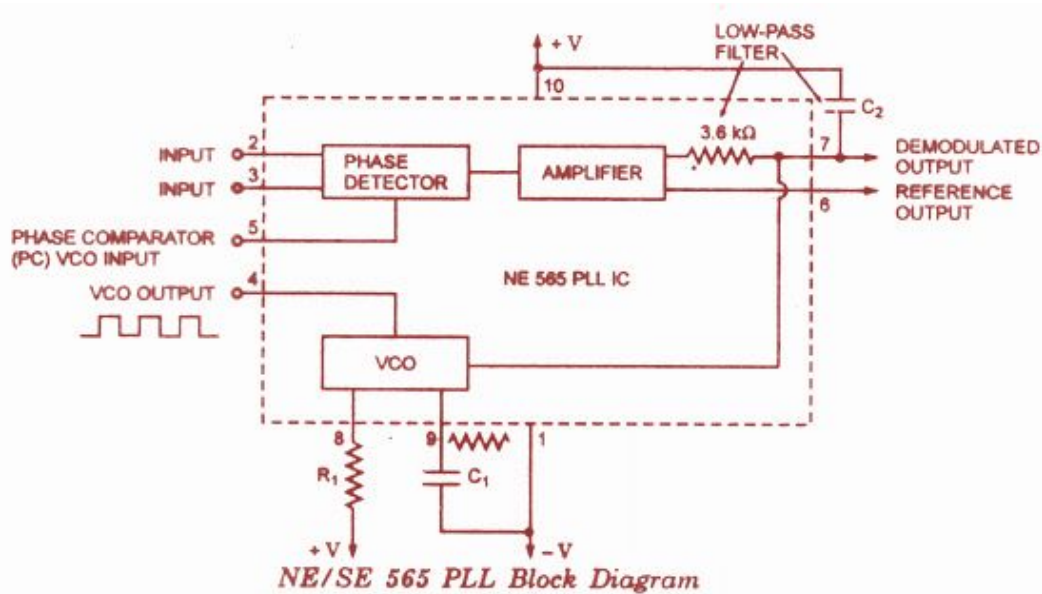 LOW-PASS
FILTER
+ V
10
C2
3.6 kΩ
2
INPUT
PHASE
DETECTOR
AMPLIFIER
7
DEMODULATED
OUTPUT
3
INPUT
6
REFERENCE
OUTPUT
5
PHASE COMPARATOR
(PC) VCO INPUT
NE 565 PLL IC
4
VCO OUTPUT
VCO
8
9
1
R1
C1
+ V
– V
NE/SE 565 PLL Block Diagram